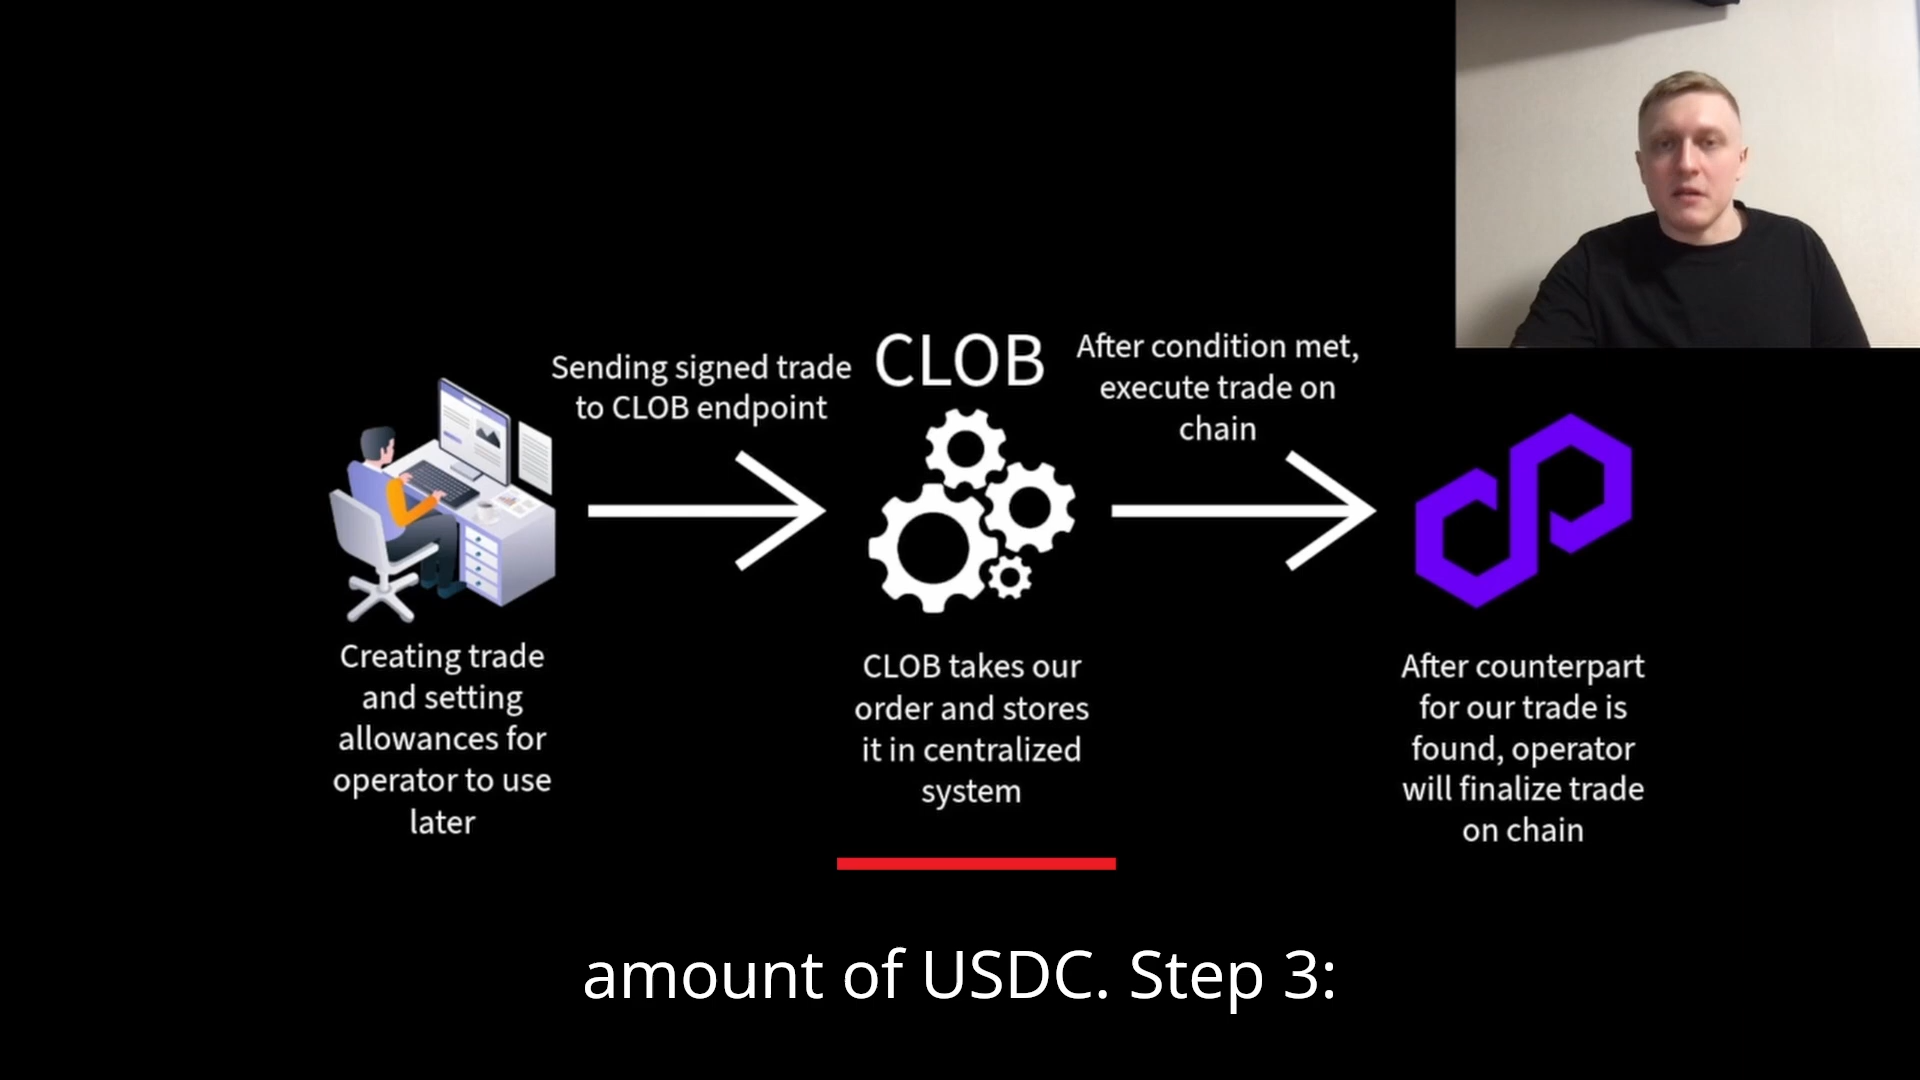 Sending signed trade
to CLOB endpoint
CLOB
After condition met,
execute trade on
chain
Creating trade
and setting
allowances for
operator to use
later
CLOB takes our
order and stores
it in centralized
system
After counterpart
for our trade is
found, operator
will finalize trade
on chain
amount of USDC. Step 3: